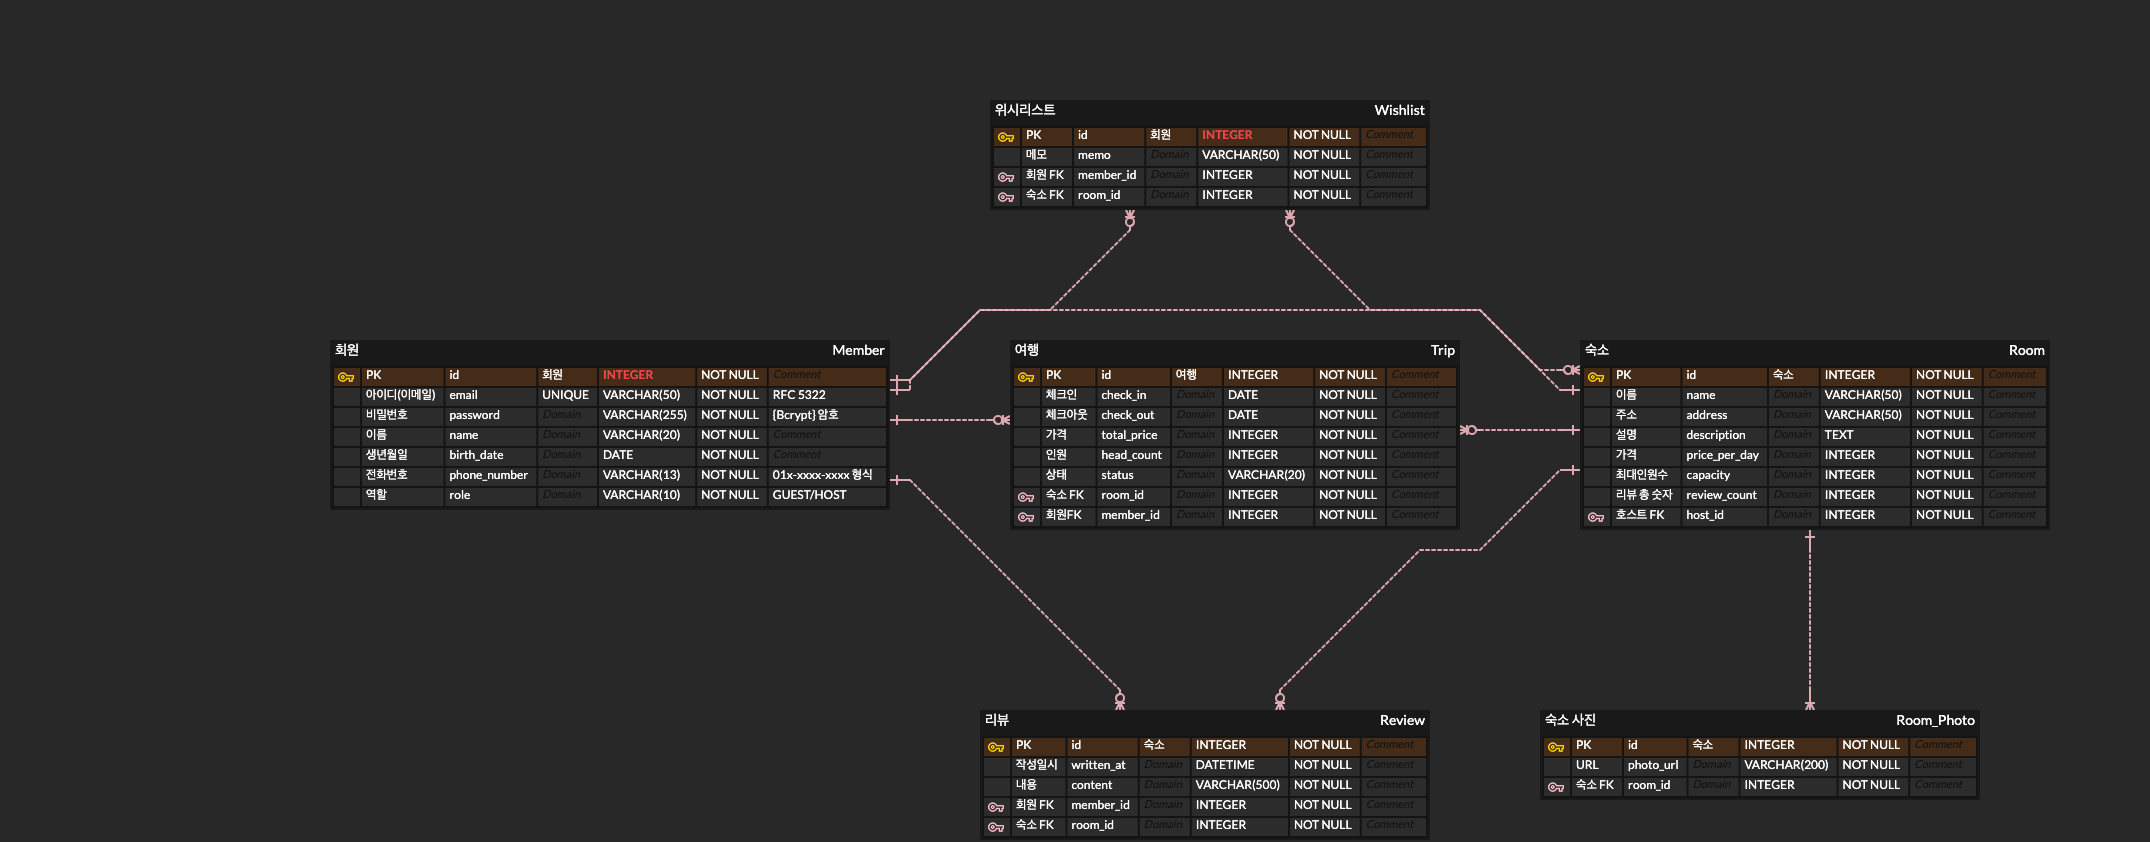 위시리스트 Wishlist
PK id 회원 INTEGER NOT NULL Comment
메모 memo Domain VARCHAR(50) NOT NULL Comment
회원 FK member_id Domain INTEGER NOT NULL Comment
숙소 FK room_id Domain INTEGER NOT NULL Comment
회원 Member
PK id 회원 INTEGER NOT NULL Comment
아이디(이메일) email UNIQUE VARCHAR(50) NOT NULL RFC 5322
비밀번호 password Domain VARCHAR(255) NOT NULL {Bcrypt} 암호
이름 name Domain VARCHAR(20) NOT NULL Comment
생년월일 birth_date Domain DATE NOT NULL Comment
전화번호 phone_number Domain VARCHAR(13) NOT NULL 01x-xxxx-xxxx 형식
역할 role Domain VARCHAR(10) NOT NULL GUEST/HOST
여행 Trip
PK id 여행 INTEGER NOT NULL Comment
체크인 check_in Domain DATE NOT NULL Comment
체크아웃 check_out Domain DATE NOT NULL Comment
가격 total_price Domain INTEGER NOT NULL Comment
인원 head_count Domain INTEGER NOT NULL Comment
상태 status Domain VARCHAR(20) NOT NULL Comment
숙소 FK room_id Domain INTEGER NOT NULL Comment
회원FK member_id Domain INTEGER NOT NULL Comment
숙소 Room
PK id 숙소 INTEGER NOT NULL Comment
이름 name Domain VARCHAR(50) NOT NULL Comment
주소 address Domain VARCHAR(50) NOT NULL Comment
설명 description Domain TEXT NOT NULL Comment
가격 price_per_day Domain INTEGER NOT NULL Comment
최대인원수 capacity Domain INTEGER NOT NULL Comment
리뷰 총 숫자 review_count Domain INTEGER NOT NULL Comment
호스트 FK host_id Domain INTEGER NOT NULL Comment
리뷰 Review
PK id 숙소 INTEGER NOT NULL Comment
작성일시 written_at Domain DATETIME NOT NULL Comment
내용 content Domain VARCHAR(500) NOT NULL Comment
회원 FK member_id Domain INTEGER NOT NULL Comment
숙소 FK room_id Domain INTEGER NOT NULL Comment
숙소 사진 Room_Photo
PK id 숙소 INTEGER NOT NULL Comment
URL photo_url Domain VARCHAR(200) NOT NULL Comment
숙소 FK room_id Domain INTEGER NOT NULL Comment